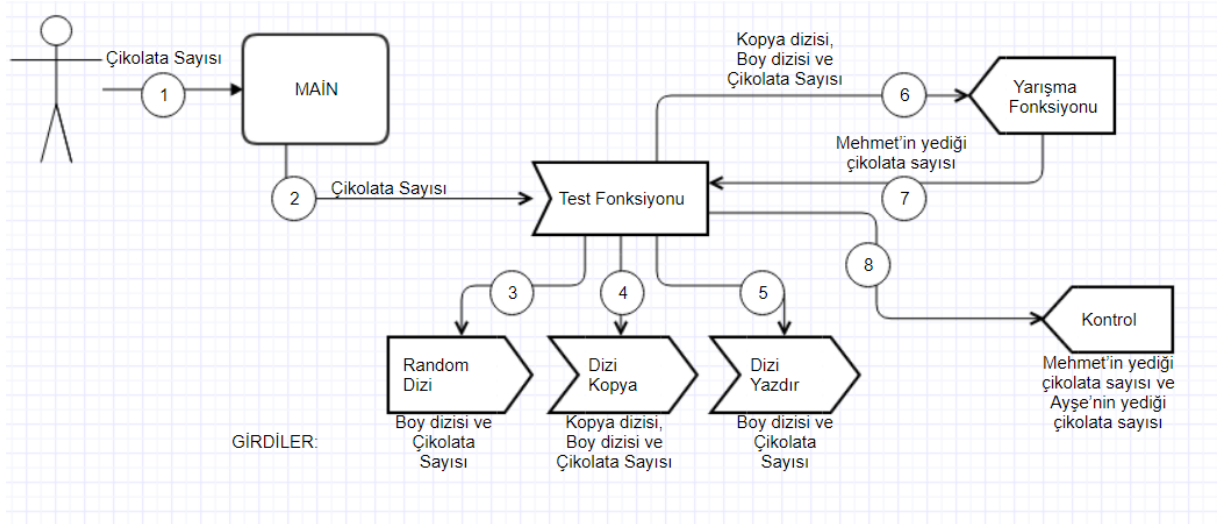 Çikolata Sayısı
1
MAİN
2
Çikolata Sayısı
Test Fonksiyonu
Kopya dizisi,
Boy dizisi ve
Çikolata Sayısı
6
Yarışma
Fonksiyonu
Mehmet'in yediği
çikolata sayısı
7
8
3
4
5
Random
Dizi
Dizi
Kopya
Dizi
Yazdır
Kontrol
GİRDİLER:
Boy dizisi ve
Çikolata
Sayısı
Kopya dizisi,
Boy dizisi ve
Çikolata Sayısı
Boy dizisi ve
Çikolata
Sayısı
Mehmet'in yediği
çikolata sayısı ve
Ayşe'nin yediği
çikolata sayısı